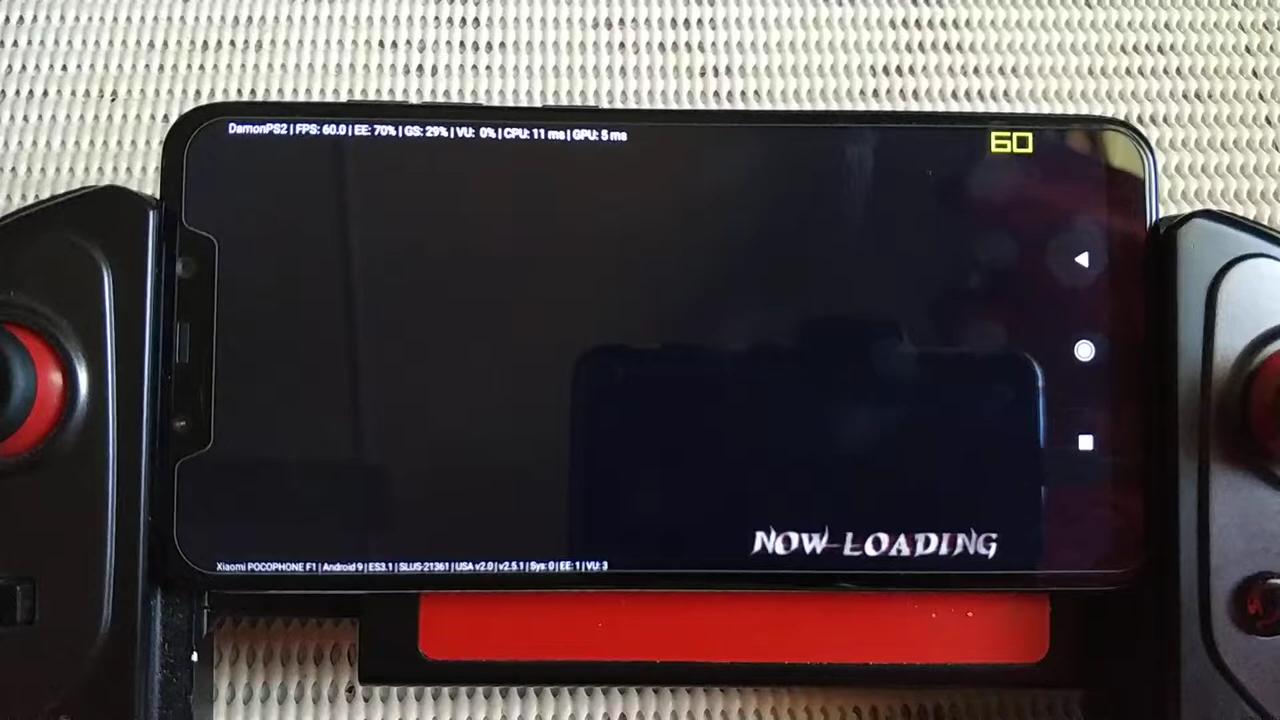 DamonPS2 | FPS: 60.0 | EE: 70% | GS: 29% | VU: 0% | CPU: 11 ms | GPU: 5 ms
60
NOW LOADING
Xiaomi POCOPHONE F1 | Android 9 | ES3.1 | SLUS-21361 | USA v2.0 | v2.5.1 | Sys: 0 | EE: 1 | VU: 3